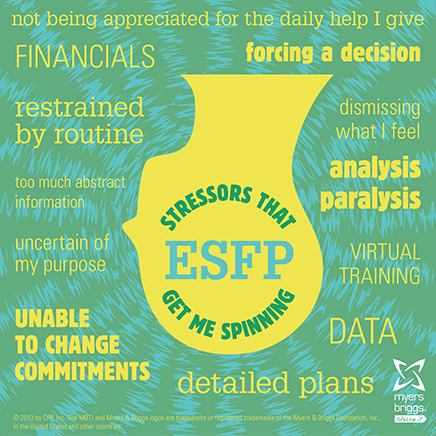 not being appreciated for the daily help I give
FINANCIALS
forcing a decision
restrained
by routine
dismissing
what I feel
too much abstract
information
analysis
paralysis
STRESSORS THAT
ESFP
GET ME SPINNING
uncertain of
my purpose
VIRTUAL
TRAINING
UNABLE
TO CHANGE
COMMITMENTS
DATA
detailed plans
myers
briggs
share it
© 2013 by CPP, Inc. The MBTI and Myers & Briggs logos are trademarks or registered trademarks of the Myers & Briggs Foundation, Inc.,
in the United States and other countries.